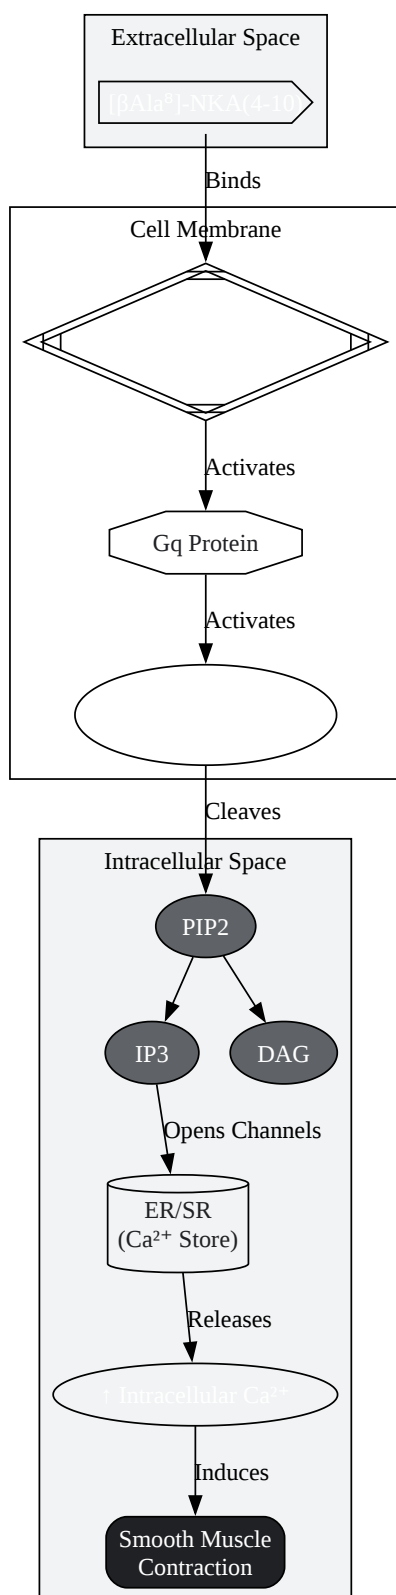 Extracellular Space
[βAla⁸]-NKA(4-10)
Binds
Cell Membrane
Activates
Gq Protein
Activates
Cleaves
Intracellular Space
PIP2
IP3
DAG
Opens Channels
ER/SR
(Ca²⁺ Store)
Releases
↑ Intracellular Ca²⁺
Induces
Smooth Muscle
Contraction